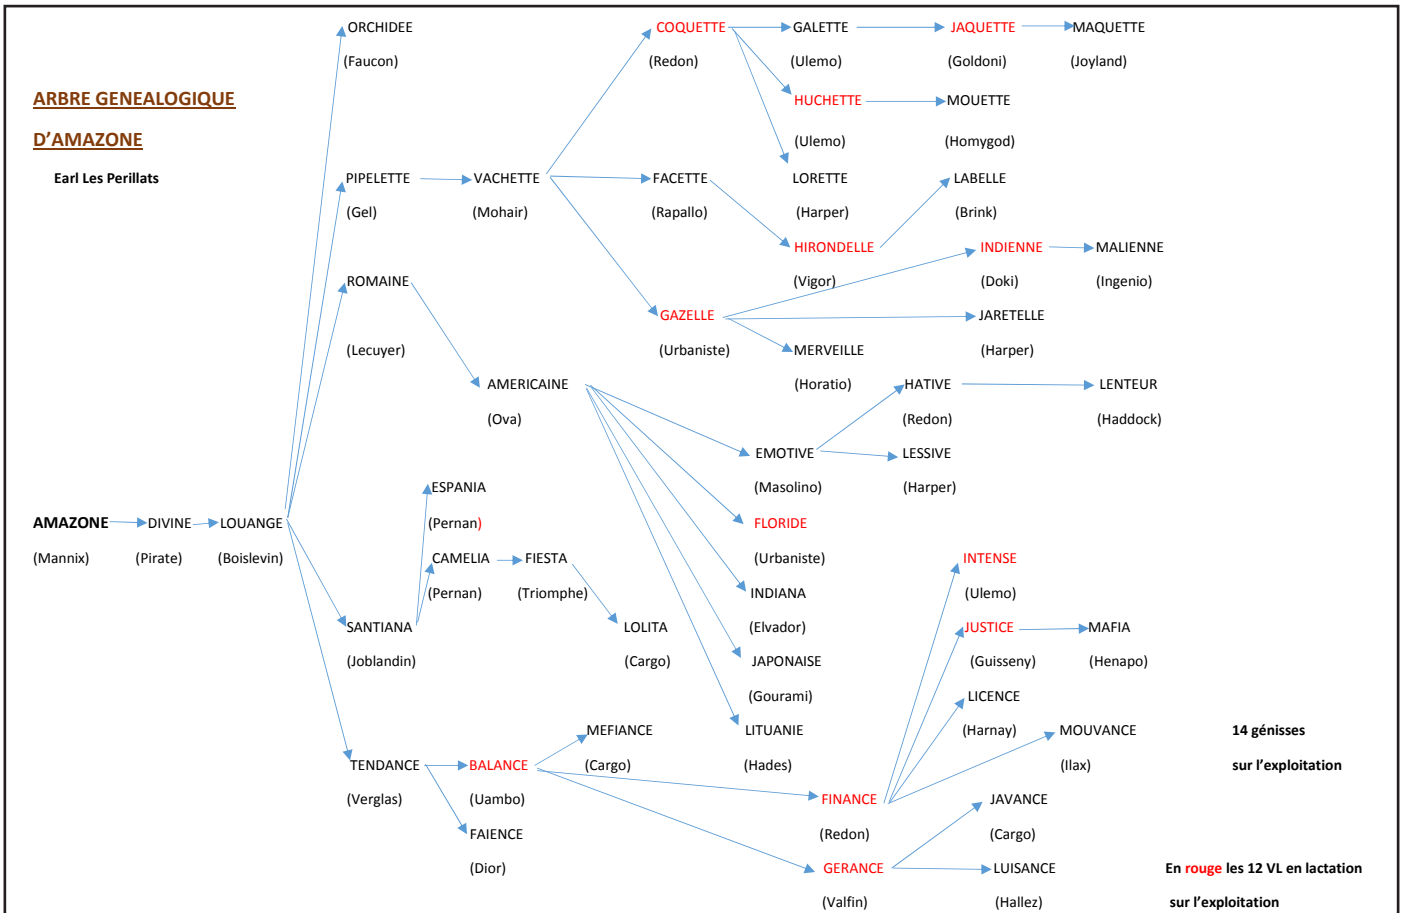 ORCHIDEE COQUETTE GALETTE JAQUETTE MAQUETTE
(Faucon) (Redon) (Ulemo) (Goldoni) (Joyland)
ARBRE GENEALOGIQUE HUCHETTE MOUETTE
D’AMAZONE (Ulemo) (Homygod)
Earl Les Perillats PIPELETTE VACHETTE FACETTE LORETTE LABELLE
(Gel) (Mohair) (Rapallo) (Harper) (Brink)
HIRONDELLE INDIENNE MALIENNE
ROMAINE (Vigor) (Doki) (Ingenio)
GAZELLE JARETELLE
(Lecuyer) (Urbaniste) MERVEILLE (Harper)
AMERICAINE (Horatio) HATIVE LENTEUR
(Ova) (Redon) (Haddock)
EMOTIVE LESSIVE
ESPANIA (Masolino) (Harper)
AMAZONE DIVINE LOUANGE (Pernan) FLORIDE
(Mannix) (Pirate) (Boislevin) CAMELIA FIESTA (Urbaniste) INTENSE
(Pernan) (Triomphe) INDIANA (Ulemo)
SANTIANA LOLITA (Elvador) JUSTICE MAFIA
(Joblandin) (Cargo) JAPONAISE (Guisseny) (Henapo)
(Gourami) LICENCE
MEFIANCE LITUANIE (Harnay) MOUVANCE 14 génisses
TENDANCE BALANCE (Cargo) (Hades) (Ilax) sur l’exploitation
(Verglas) (Uambo) FINANCE JAVANCE
FAIENCE (Redon) (Cargo)
(Dior) GERANCE LUISANCE En rouge les 12 VL en lactation
(Valfin) (Hallez) sur l’exploitation